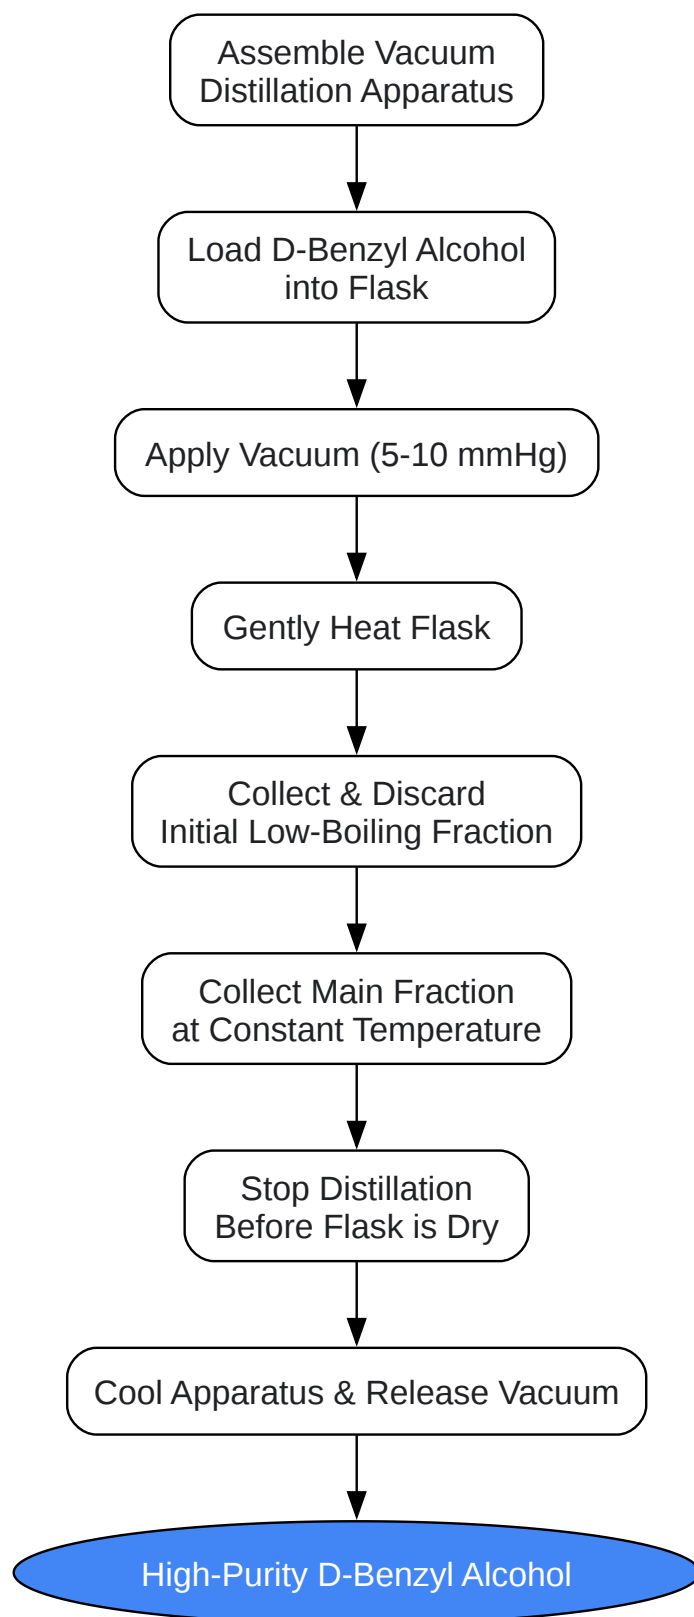 Assemble Vacuum
Distillation Apparatus
Load D-Benzyl Alcohol
into Flask
Apply Vacuum (5-10 mmHg)
Gently Heat Flask
Collect & Discard
Initial Low-Boiling Fraction
Collect Main Fraction
at Constant Temperature
Stop Distillation
Before Flask is Dry
Cool Apparatus & Release Vacuum
High-Purity D-Benzyl Alcohol